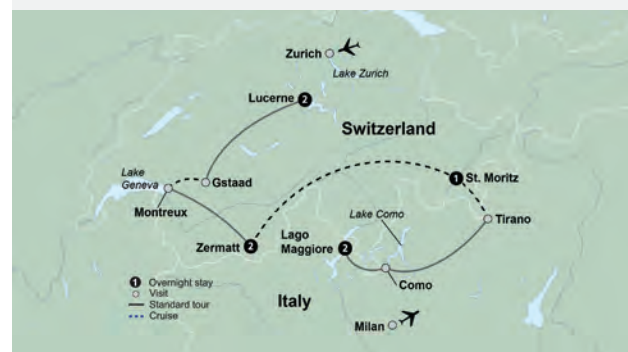 Zurich
Lake Zurich
Lucerne 2
Switzerland
Lake
Geneva
Gstaad
1 St. Moritz
Montreux
Lake Como
Tirano
Zermatt 2
Lago
Maggiore 2
Como
1 Overnight stay
Visit
Standard tour
Cruise
Italy
Milan